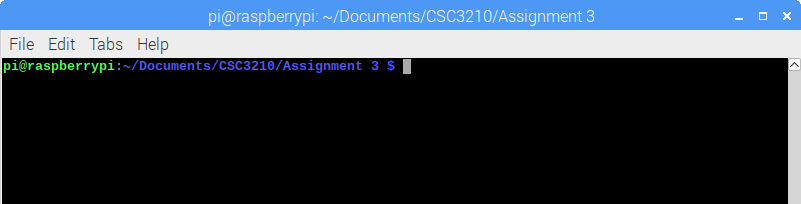 pi@raspberrypi: ~/Documents/CSC3210/Assignment 3
File Edit Tabs Help
pi@raspberrypi:~/Documents/CSC3210/Assignment 3 $